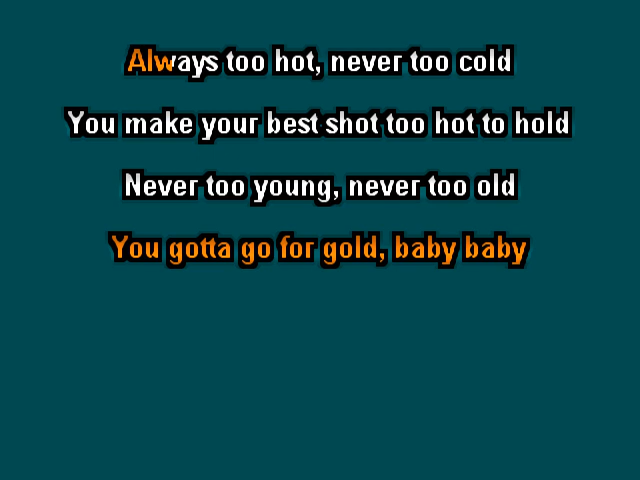 Always too hot, never too cold
You make your best shot too hot to hold
Never too young, never too old
You gotta go for gold, baby baby